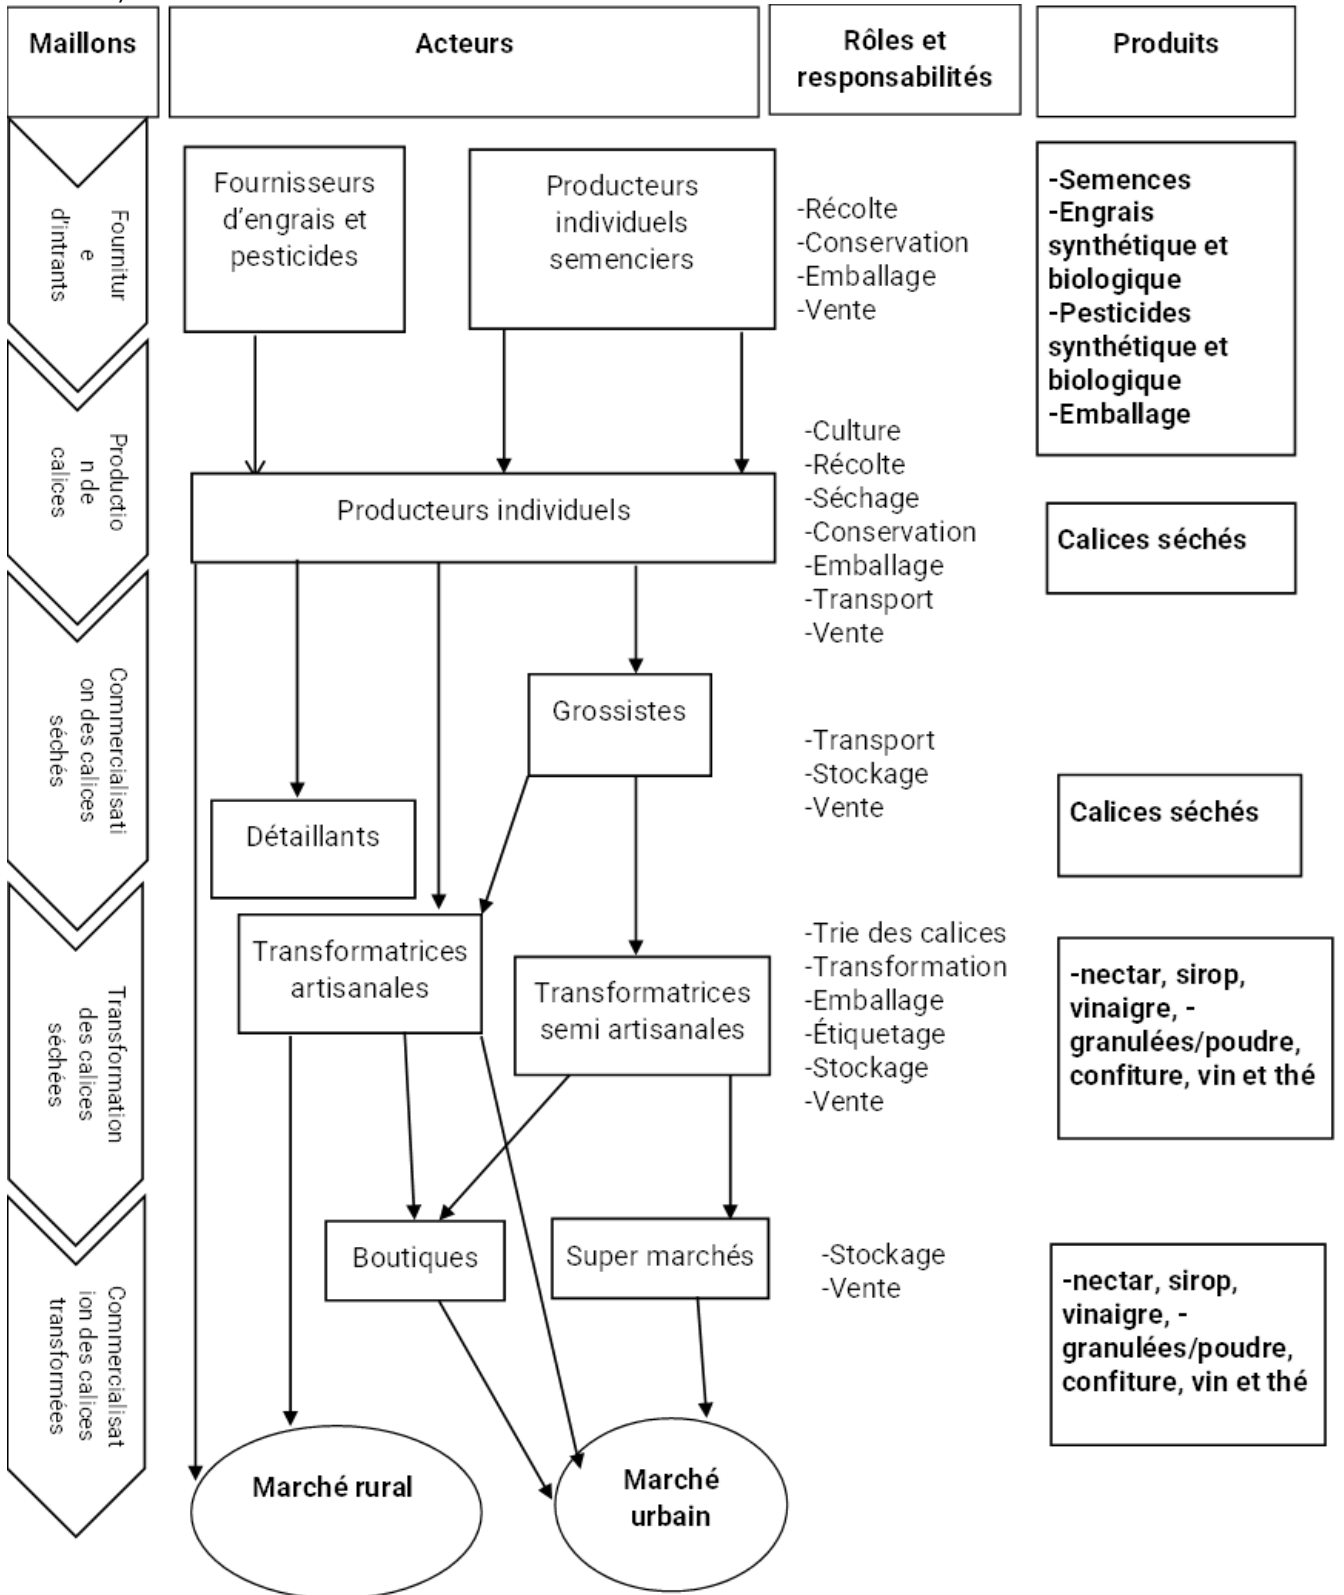 Maillons
Acteurs
Rôles et
responsabilités
Produits
Fournitur
e
d'intrants
Fournisseurs
d'engrais et
pesticides
Producteurs
individuels
semenciers
-Récolte
-Conservation
-Emballage
-Vente
-Semences
-Engrais
synthétique et
biologique
-Pesticides
synthétique et
biologique
-Emballage
Productio
n de
calices
Producteurs individuels
-Culture
-Récolte
-Séchage
-Conservation
-Emballage
-Transport
-Vente
Calices séchés
Commercialisati
on des calices
séchés
Grossistes
Détaillants
-Transport
-Stockage
-Vente
Calices séchés
Transformation
des calices
séchées
Transformatrices
artisanales
Transformatrices
semi artisanales
-Trie des calices
-Transformation
-Emballage
-Étiquetage
-Stockage
-Vente
-nectar, sirop,
vinaigre, -
granulées/poudre,
confiture, vin et thé
Commercialisat
ion des calices
transformées
Boutiques
Super marchés
-Stockage
-Vente
-nectar, sirop,
vinaigre, -
granulées/poudre,
confiture, vin et thé
Marché rural
Marché
urbain